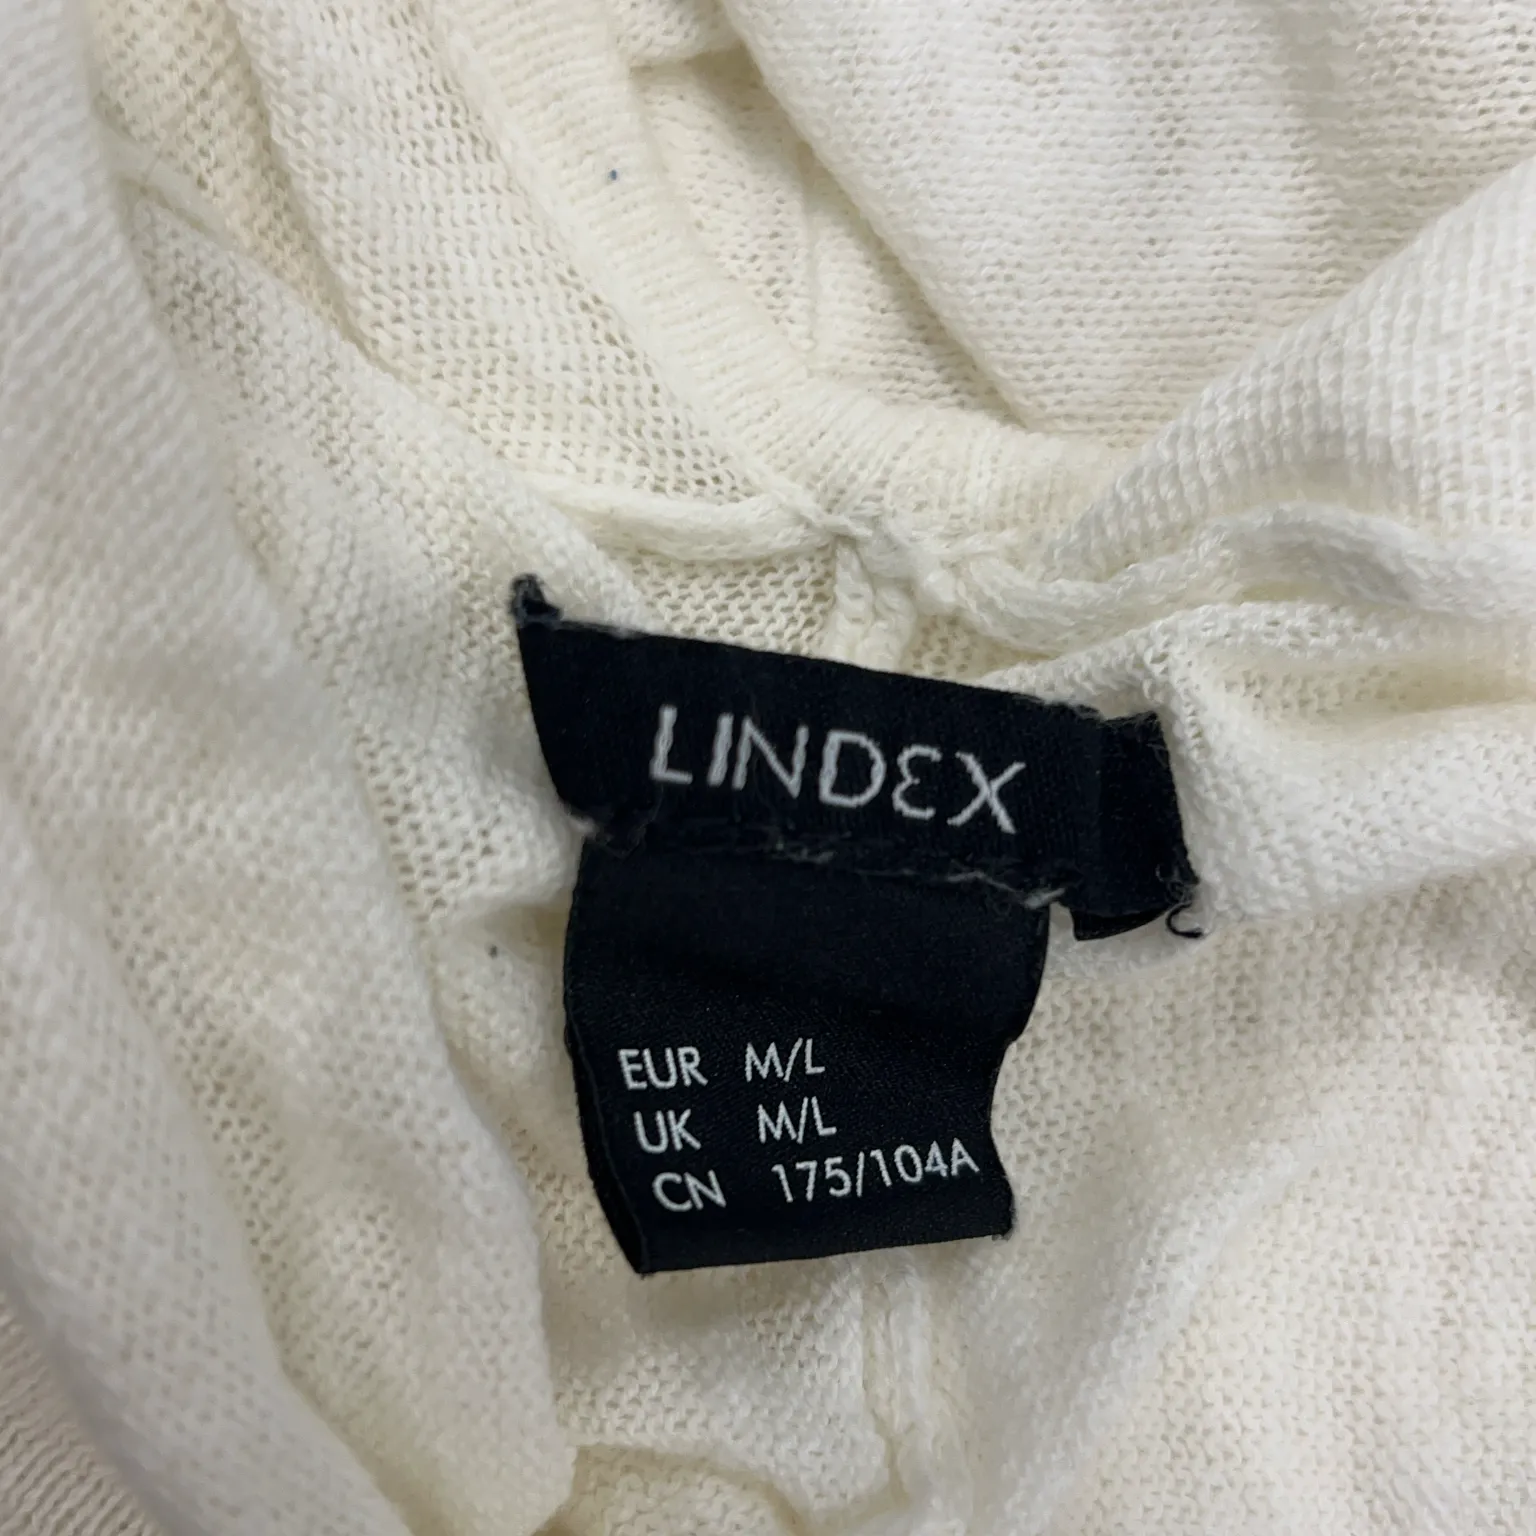 LINDEX
EUR M/L
UK M/L
CN 175/104A